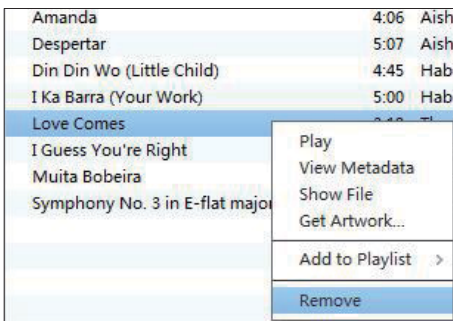 Amanda 4:06 Aish
Despertar 5:07 Aish
Din Din Wo (Little Child) 4:45 Hab
I Ka Barra (Your Work) 5:00 Hab
Love Comes
I Guess You're Right
Muita Bobeira
Symphony No. 3 in E-flat major
Play
View Metadata
Show File
Get Artwork...
Add to Playlist >
Remove